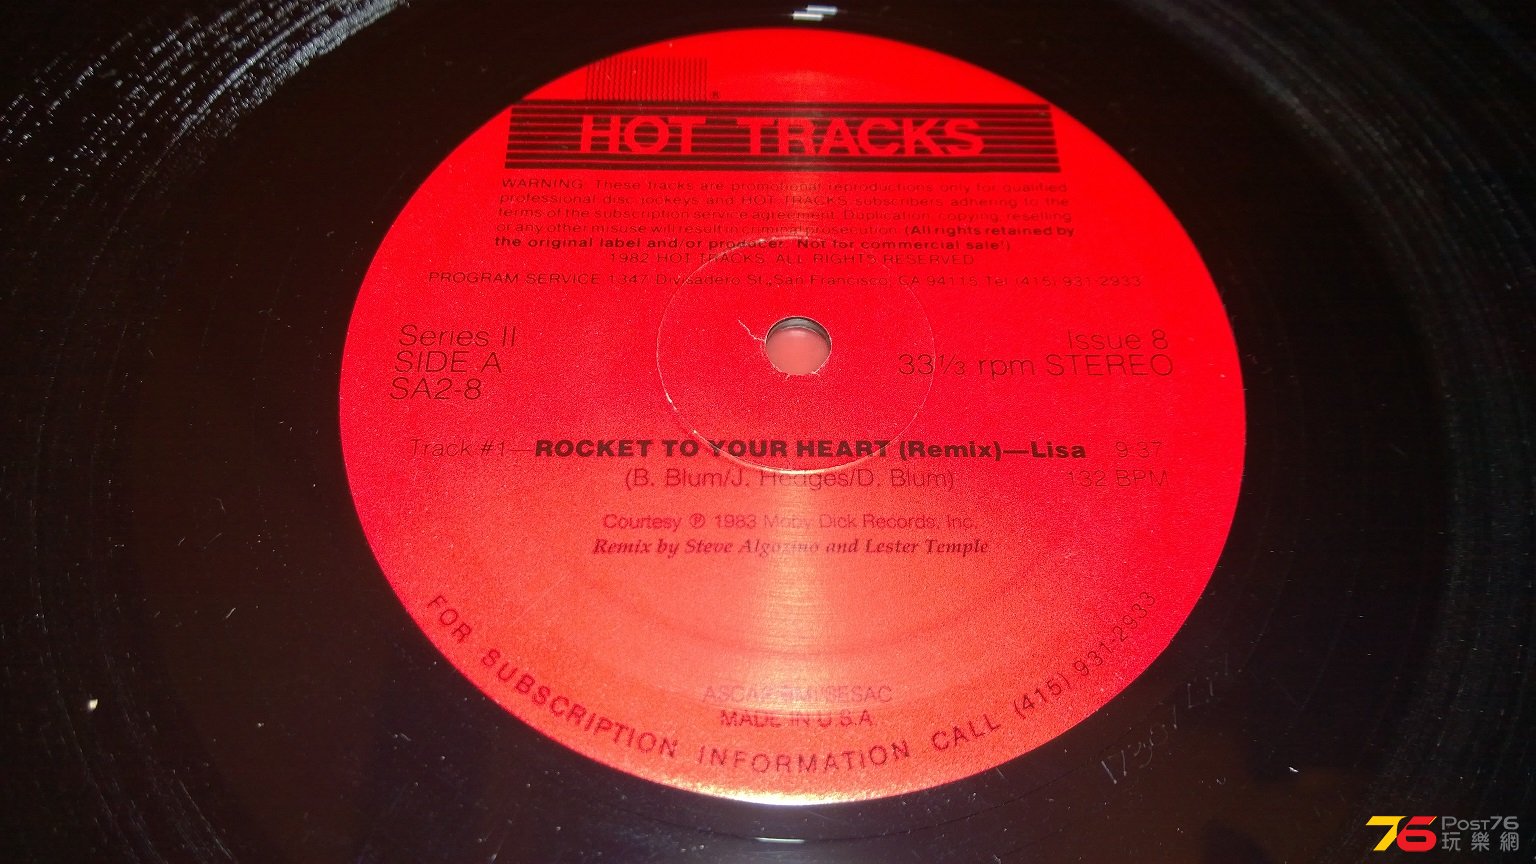 ®
HOT TRACKS
WARNING: These tracks are promotional reproductions only for qualified
professional disc jockeys and HOT TRACKS subscribers adhering to the
terms of the subscription service agreement. Duplication, copying, reselling
or any other misuse will result in criminal prosecution. (All rights retained by
the original label and/or producer. Not for commercial sale!)
1982 HOT TRACKS. ALL RIGHTS RESERVED
PROGRAM SERVICE 1347 Divisadero St., San Francisco, CA 94115 Tel (415) 931-2933
Series II
SIDE A
SA2-8
Issue 8
33⅓ rpm STEREO
Track #1—ROCKET TO YOUR HEART (Remix)—Lisa 9:37
(B. Blum/J. Hedges/D. Blum) 132 BPM
Courtesy ℗ 1983 Moby Dick Records, Inc.
Remix by Steve Algozino and Lester Temple
ASCAP BMI SESAC
MADE IN U.S.A.
FOR SUBSCRIPTION INFORMATION CALL (415) 931-2933
76 POST76
玩樂網